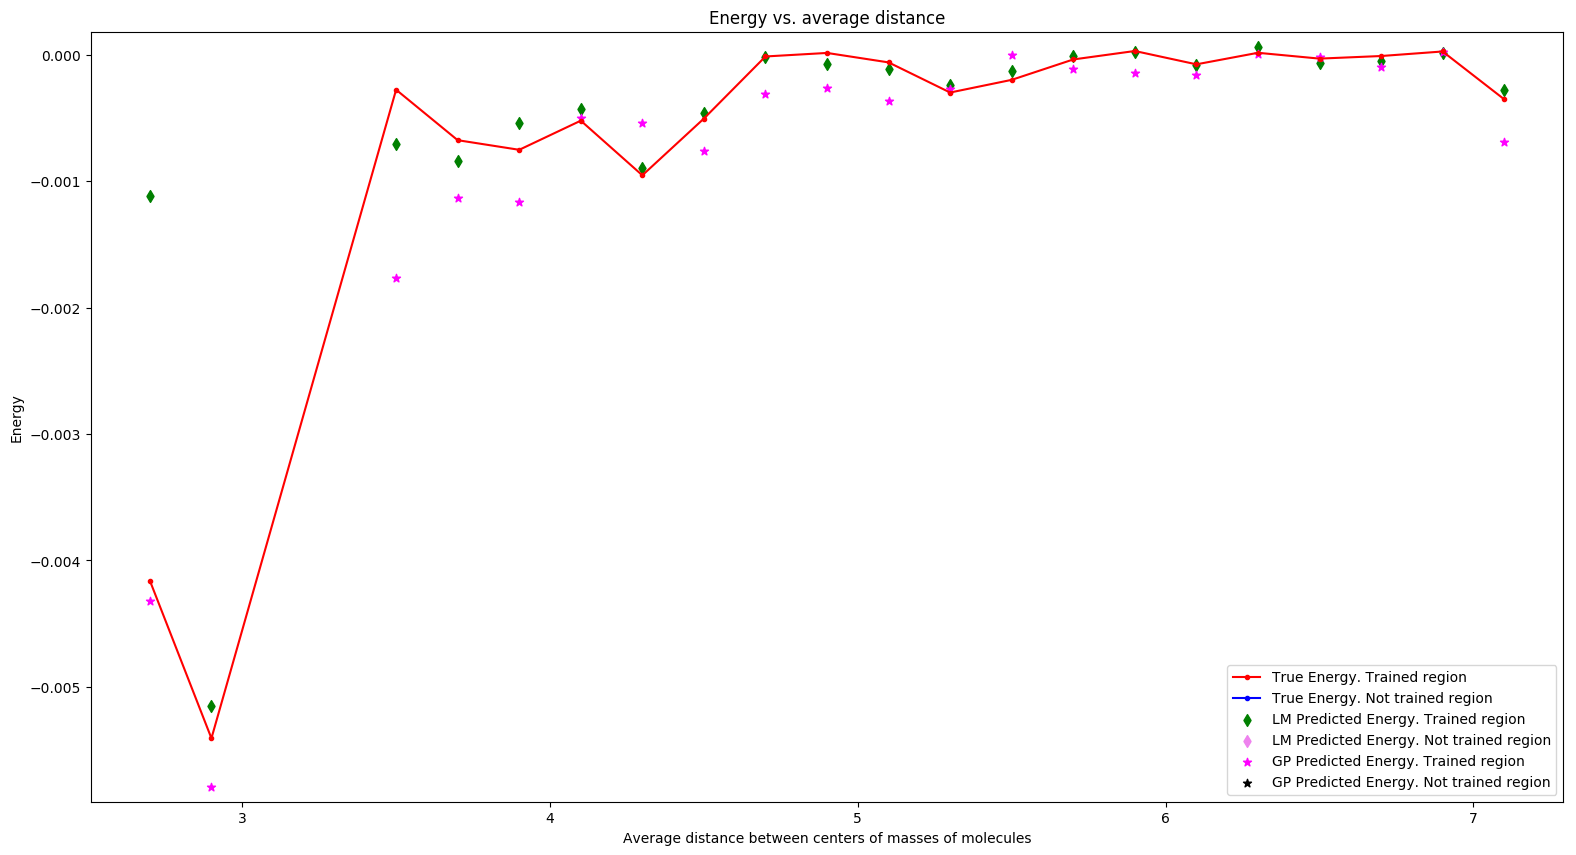 Energy vs. average distance
0.000
−0.001
−0.002
−0.003
−0.004
−0.005
Energy
3
4
5
6
7
Average distance between centers of masses of molecules
True Energy. Trained region
True Energy. Not trained region
LM Predicted Energy. Trained region
LM Predicted Energy. Not trained region
GP Predicted Energy. Trained region
GP Predicted Energy. Not trained region